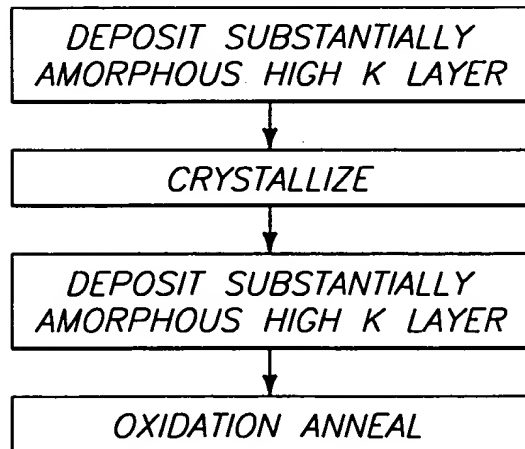 DEPOSIT SUBSTANTIALLY
AMORPHOUS HIGH K LAYER
CRYSTALLIZE
DEPOSIT SUBSTANTIALLY
AMORPHOUS HIGH K LAYER
OXIDATION ANNEAL